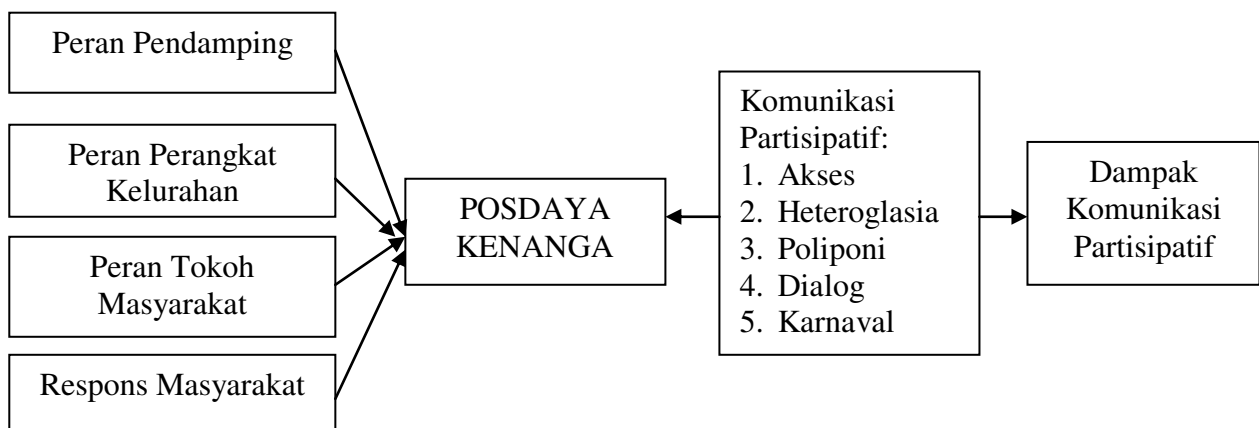 Peran Pendamping
Peran Perangkat
Kelurahan
Peran Tokoh
Masyarakat
Respons Masyarakat
POSDAYA
KENANGA
Komunikasi
Partisipatif:
1. Akses
2. Heteroglasia
3. Poliponi
4. Dialog
5. Karnaval
Dampak
Komunikasi
Partisipatif